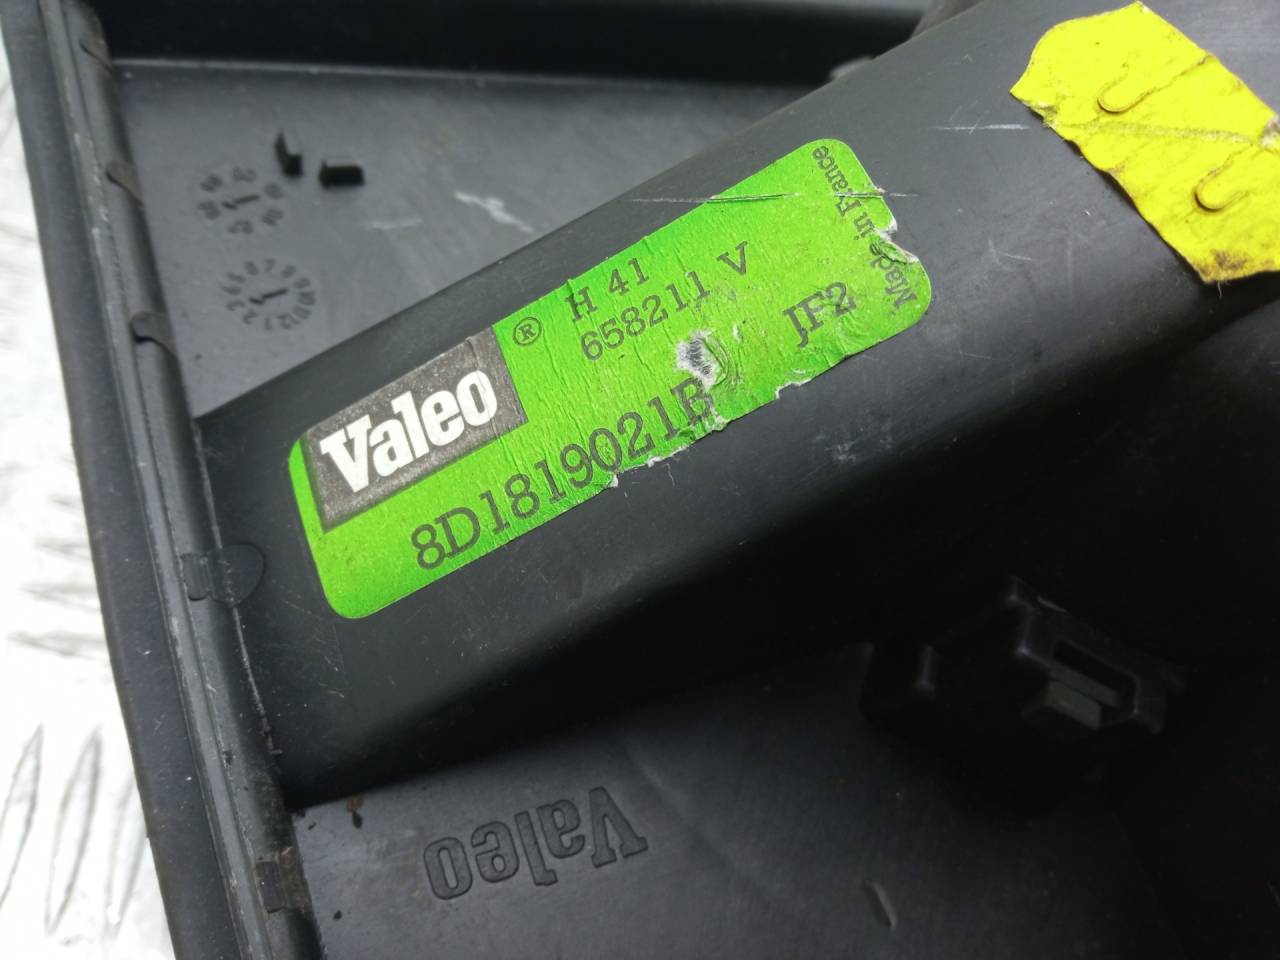 Valeo ®
H 41
658211 V
8D1819021B
JF2
Made in France
Valeo